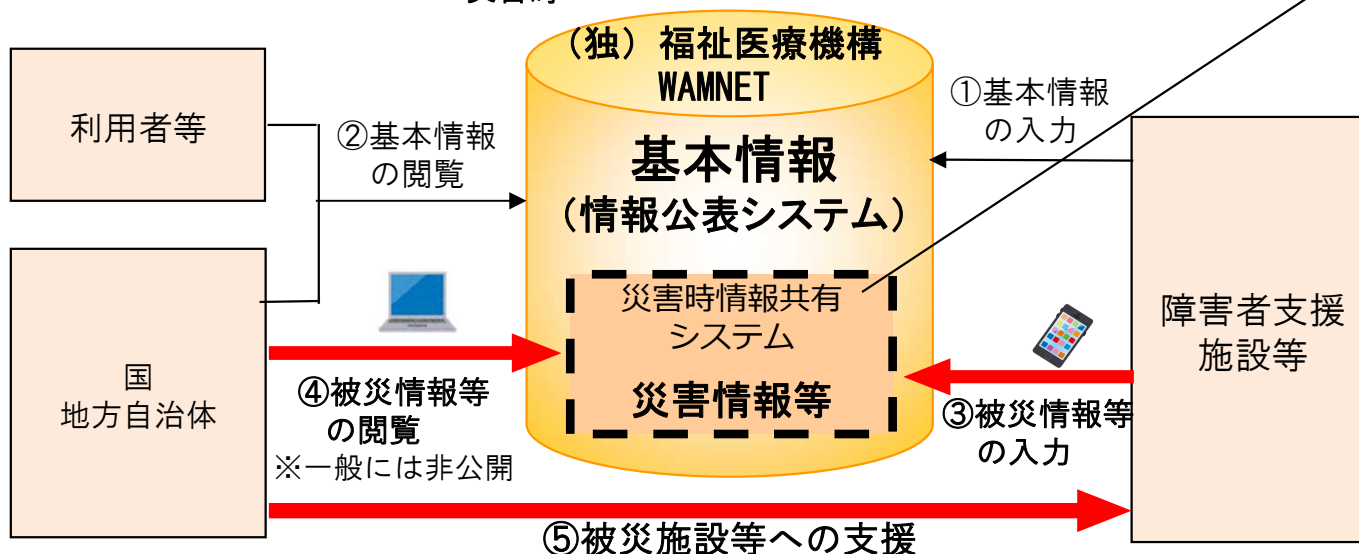 （独）福祉医療機構
WAMNET
利用者等
②基本情報
の閲覧
基本情報
（情報公表システム）
①基本情報
の入力
災害時情報共有
システム
災害情報等
障害者支援
施設等
国
地方自治体
④被災情報等
の閲覧
※一般には非公開
③被災情報等
の入力
⑤被災施設等への支援